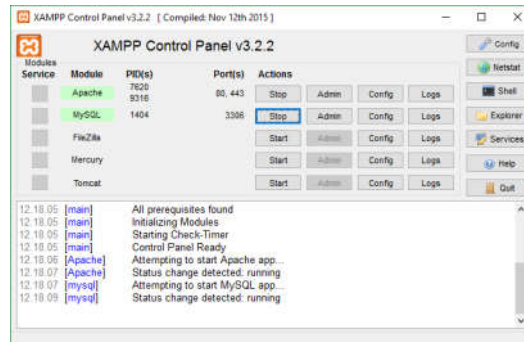 XAMPP Control Panel v3.2.2 [ Compiled: Nov 12th 2015 ]
XAMPP Control Panel v3.2.2
Config
Modules
Service Module PID(s) Port(s) Actions
Netstat
Apache 7620 9316 80, 443 Stop Admin Config Logs
Shell
MySQL 1404 3306 Stop Admin Config Logs
Explorer
FileZilla Start Admin Config Logs
Services
Mercury Start Admin Config Logs
Help
Tomcat Start Admin Config Logs
Quit
12.18.05 [main] All prerequisites found
12.18.05 [main] Initializing Modules
12.18.05 [main] Starting Check-Timer
12.18.05 [main] Control Panel Ready
12.18.06 [Apache] Attempting to start Apache app...
12.18.07 [Apache] Status change detected: running
12.18.07 [mysql] Attempting to start MySQL app...
12.18.09 [mysql] Status change detected: running